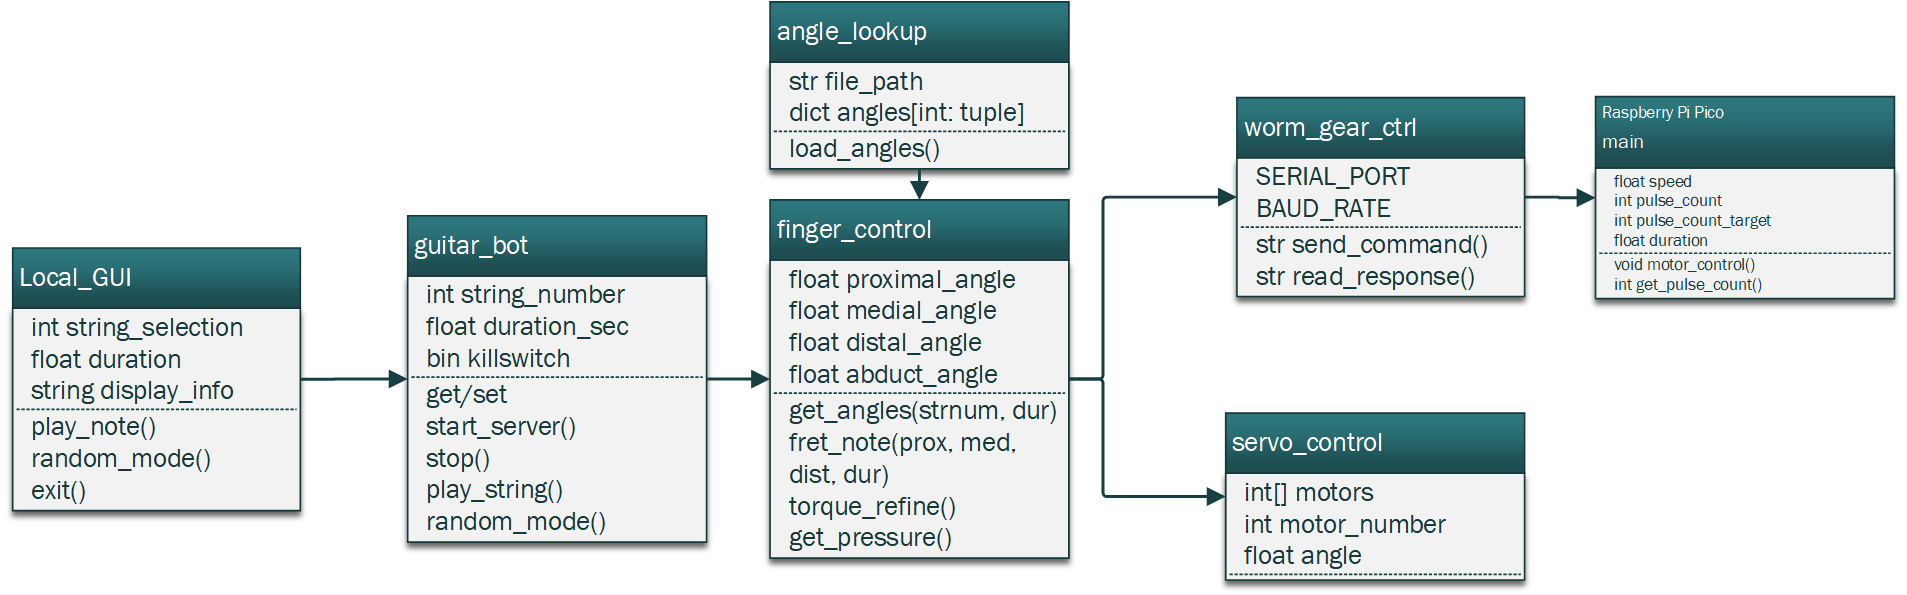 Local_GUI
int string_selection
float duration
string display_info
play_note()
random_mode()
exit()
guitar_bot
int string_number
float duration_sec
bin killswitch
get/set
start_server()
stop()
play_string()
random_mode()
angle_lookup
str file_path
dict angles[int: tuple]
load_angles()
finger_control
float proximal_angle
float medial_angle
float distal_angle
float abduct_angle
get_angles(strnum, dur)
fret_note(prox, med,
dist, dur)
torque_refine()
get_pressure()
worm_gear_ctrl
SERIAL_PORT
BAUD_RATE
str send_command()
str read_response()
Raspberry Pi Pico
main
float speed
int pulse_count
int pulse_count_target
float duration
void motor_control()
int get_pulse_count()
servo_control
int[] motors
int motor_number
float angle